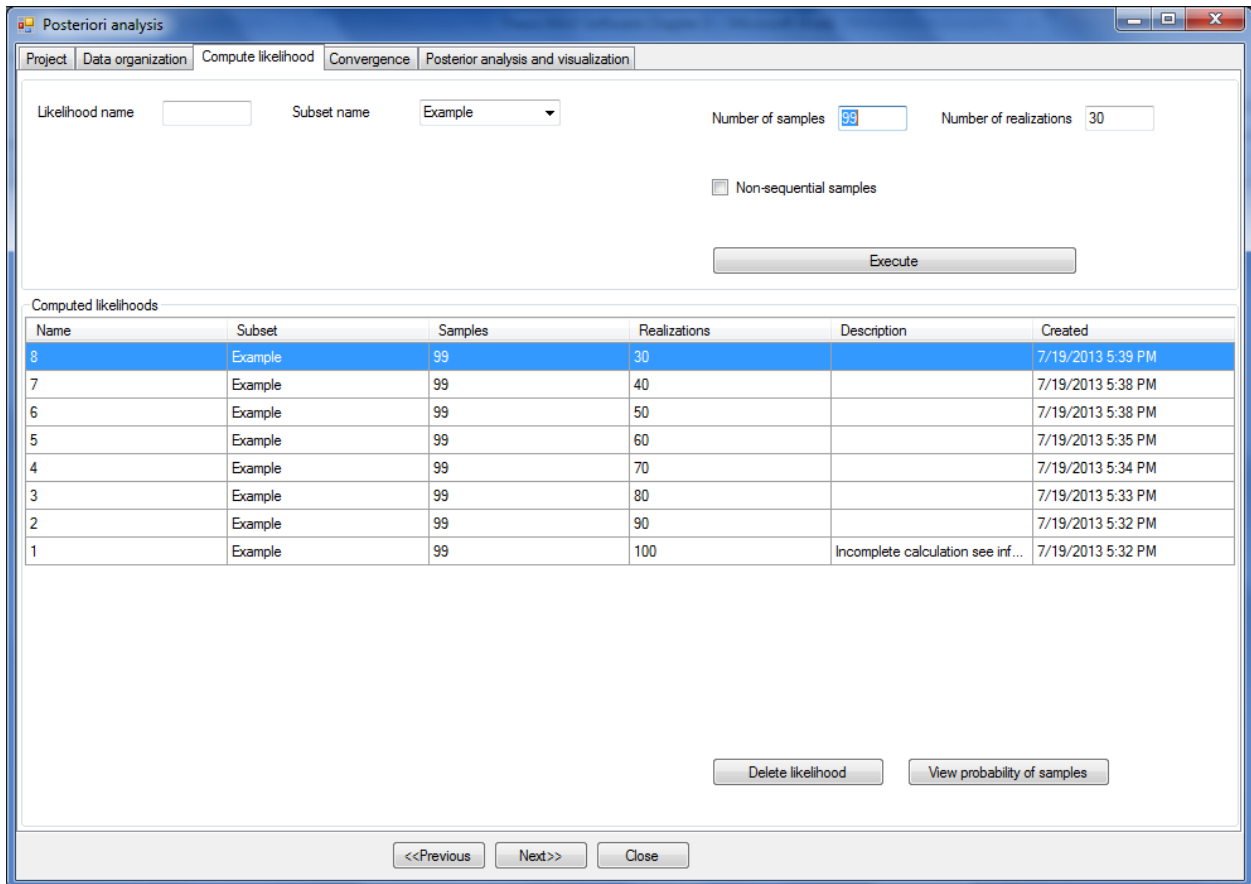 Posteriori analysis
Project Data organization Compute likelihood Convergence Posterior analysis and visualization
Likelihood name Subset name Example Number of samples 99 Number of realizations 30
Non-sequential samples
Execute
Computed likelihoods
Name Subset Samples Realizations Description Created
8 Example 99 30 7/19/2013 5:39 PM
7 Example 99 40 7/19/2013 5:38 PM
6 Example 99 50 7/19/2013 5:38 PM
5 Example 99 60 7/19/2013 5:35 PM
4 Example 99 70 7/19/2013 5:34 PM
3 Example 99 80 7/19/2013 5:33 PM
2 Example 99 90 7/19/2013 5:32 PM
1 Example 99 100 Incomplete calculation see inf... 7/19/2013 5:32 PM
Delete likelihood View probability of samples
<<Previous Next>> Close